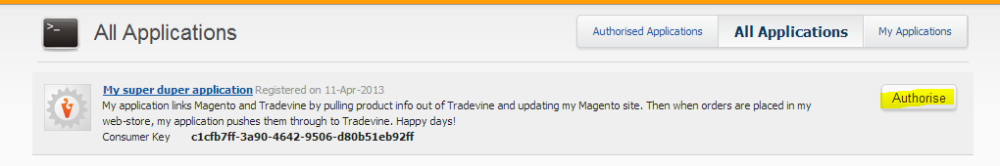 >_ All Applications
Authorised Applications
All Applications
My Applications
My super duper application Registered on 11-Apr-2013
My application links Magento and Tradevine by pulling product info out of Tradevine and updating my Magento site. Then when orders are placed in my
web-store, my application pushes them through to Tradevine. Happy days!
Consumer Key c1cfb7ff-3a90-4642-9506-d80b51eb92ff
Authorise